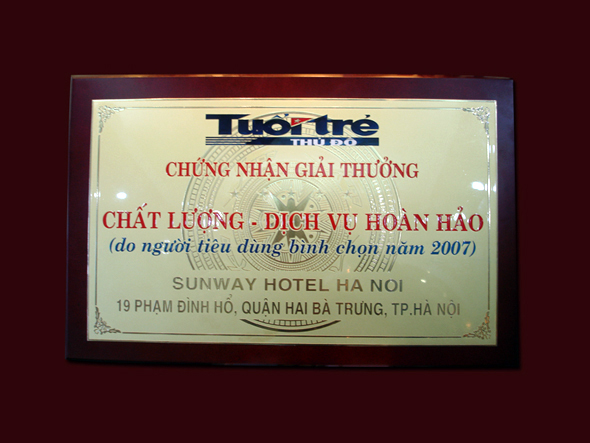 Tuổi trẻ
THỦ ĐÔ
CHỨNG NHẬN GIẢI THƯỞNG
CHẤT LƯỢNG - DỊCH VỤ HOÀN HẢO
(do người tiêu dùng bình chọn năm 2007)
SUNWAY HOTEL HA NOI
19 PHẠM ĐÌNH HỔ, QUẬN HAI BÀ TRƯNG, TP.HÀ NỘI